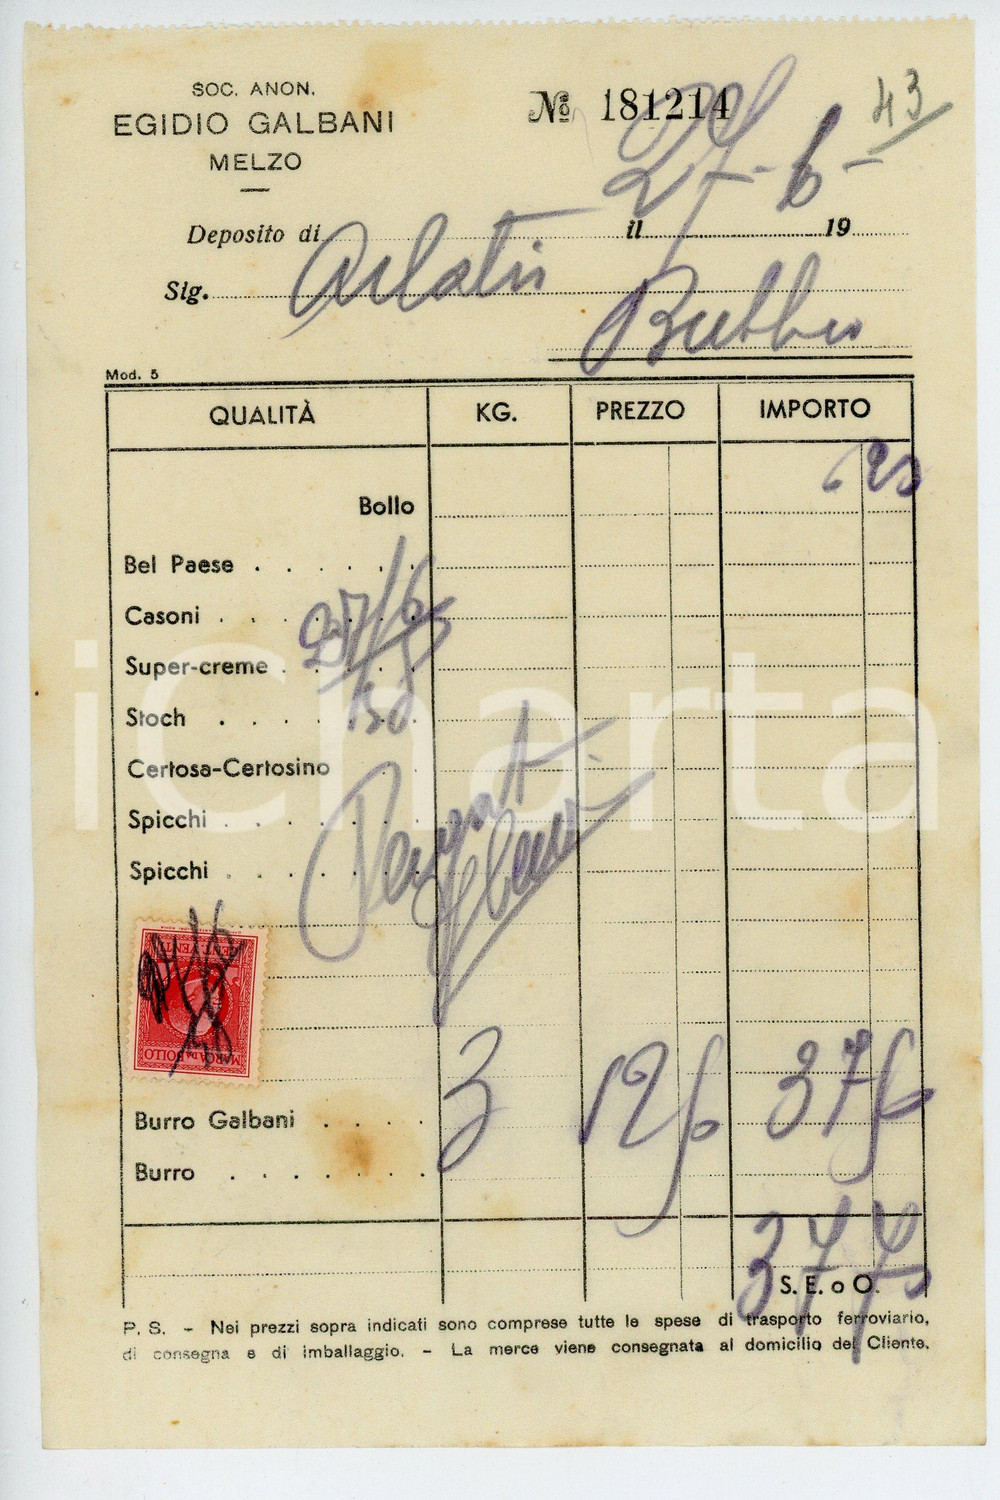 SOC. ANON.
EGIDIO GALBANI
MELZO
№ 181214
43
Deposito di il 27-6- 19
Sig. 
Mod. 5
QUALITÀ KG. PREZZO IMPORTO
Bollo
Bel Paese . . . . . .
Casoni . . . .
Super-creme . . . .
Stoch . . . .
Certosa-Certosino
Spicchi . . . . . .
Spicchi . . . . . .
MARCA DA BOLLO
CENT. VENTI
Burro Galbani . . . .
3
Burro . . . . . . .
S. E. o O.
P. S. - Nei prezzi sopra indicati sono comprese tutte le spese di trasporto ferroviario,
di consegna e di imballaggio. - La merce viene consegnata al domicilio del Cliente.
iCharta